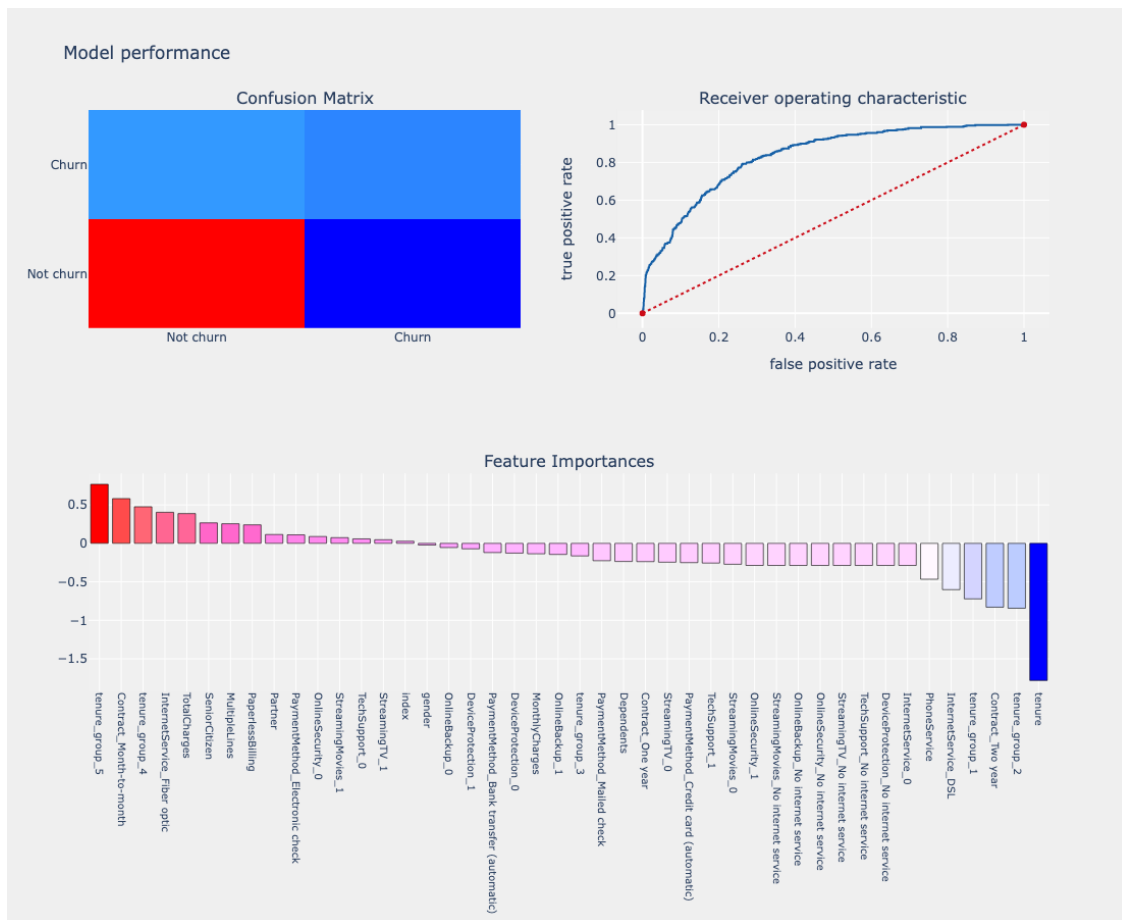 Model performance
Confusion Matrix
Churn
Not churn
Not churn
Churn
Receiver operating characteristic
true positive rate
1
0.8
0.6
0.4
0.2
0
0
0.2
0.4
0.6
0.8
1
false positive rate
Feature Importances
0.5
0
−0.5
−1
−1.5
tenure_group_5
Contract_Month-to-month
tenure_group_4
InternetService_Fiber optic
TotalCharges
SeniorCitizen
MultipleLines
PaperlessBilling
Partner
PaymentMethod_Electronic check
OnlineSecurity_0
StreamingMovies_1
TechSupport_0
StreamingTV_1
index
gender
OnlineBackup_0
DeviceProtection_1
PaymentMethod_Bank transfer (automatic)
DeviceProtection_0
MonthlyCharges
OnlineBackup_1
tenure_group_3
PaymentMethod_Mailed check
Dependents
Contract_One year
StreamingTV_0
PaymentMethod_Credit card (automatic)
TechSupport_1
StreamingMovies_0
OnlineSecurity_1
StreamingMovies_No internet service
OnlineBackup_No internet service
OnlineSecurity_No internet service
StreamingTV_No internet service
TechSupport_No internet service
DeviceProtection_No internet service
InternetService_0
PhoneService
InternetService_DSL
tenure_group_1
Contract_Two year
tenure_group_2
tenure